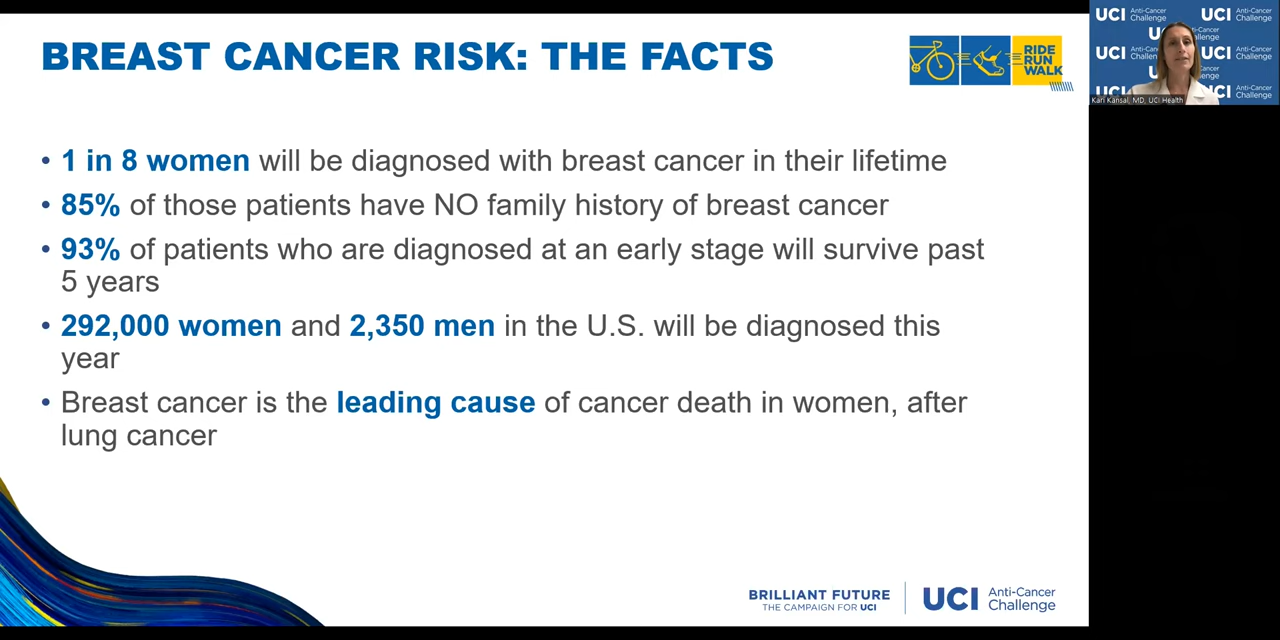 BREAST CANCER RISK: THE FACTS
RIDE
RUN
WALK
• 1 in 8 women will be diagnosed with breast cancer in their lifetime
• 85% of those patients have NO family history of breast cancer
• 93% of patients who are diagnosed at an early stage will survive past
5 years
• 292,000 women and 2,350 men in the U.S. will be diagnosed this
year
• Breast cancer is the leading cause of cancer death in women, after
lung cancer
BRILLIANT FUTURE
THE CAMPAIGN FOR UCI
UCI Anti-Cancer
Challenge
UCI Anti-Cancer
Challenge
UCI
UCI Anti-Cancer
UCI Anti-Cancer
Challenge
UCI Anti-Cancer
Challenge
Kari Kansal, MD, UCI Health